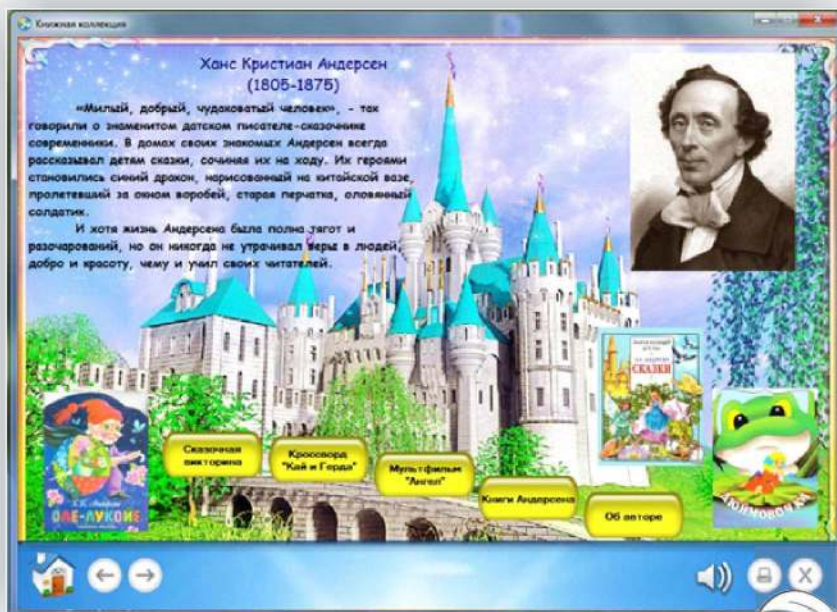 Книжная коллекция
Ханс Кристиан Андерсен
(1805-1875)
«Милый, добрый, чудаковатый человек», - так
говорили о знаменитом датском писателе-сказочнике
современники. В домах своих знакомых Андерсен всегда
рассказывал детям сказки, сочиняя их на ходу. Их героями
становились синий дракон, нарисованный на китайской вазе,
пролетевший за окном воробей, старая перчатка, оловянный
солдатик.
И хотя жизнь Андерсена была полна тягот и
разочарований, но он никогда не утрачивал веры в людей,
добро и красоту, чему и учил своих читателей.
СКАЗКИ
Сказочная
викторина
Кроссворд
"Кай и Герда"
Мультфильм
"Ангел"
Книги Андерсена
Об авторе
ОЛЕ-ЛУКОЙЕ
ДЮЙМОВОЧКА